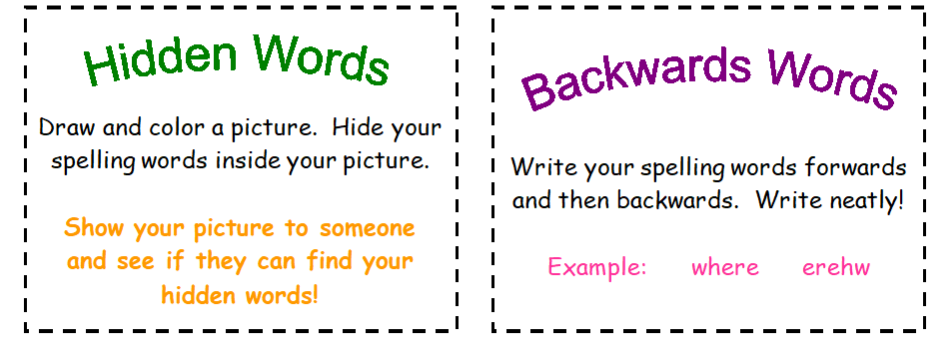 Hidden Words
Draw and color a picture.  Hide your
spelling words inside your picture.
Show your picture to someone
and see if they can find your
hidden words!
Backwards Words
Write your spelling words forwards
and then backwards.  Write neatly!
Example: where erehw